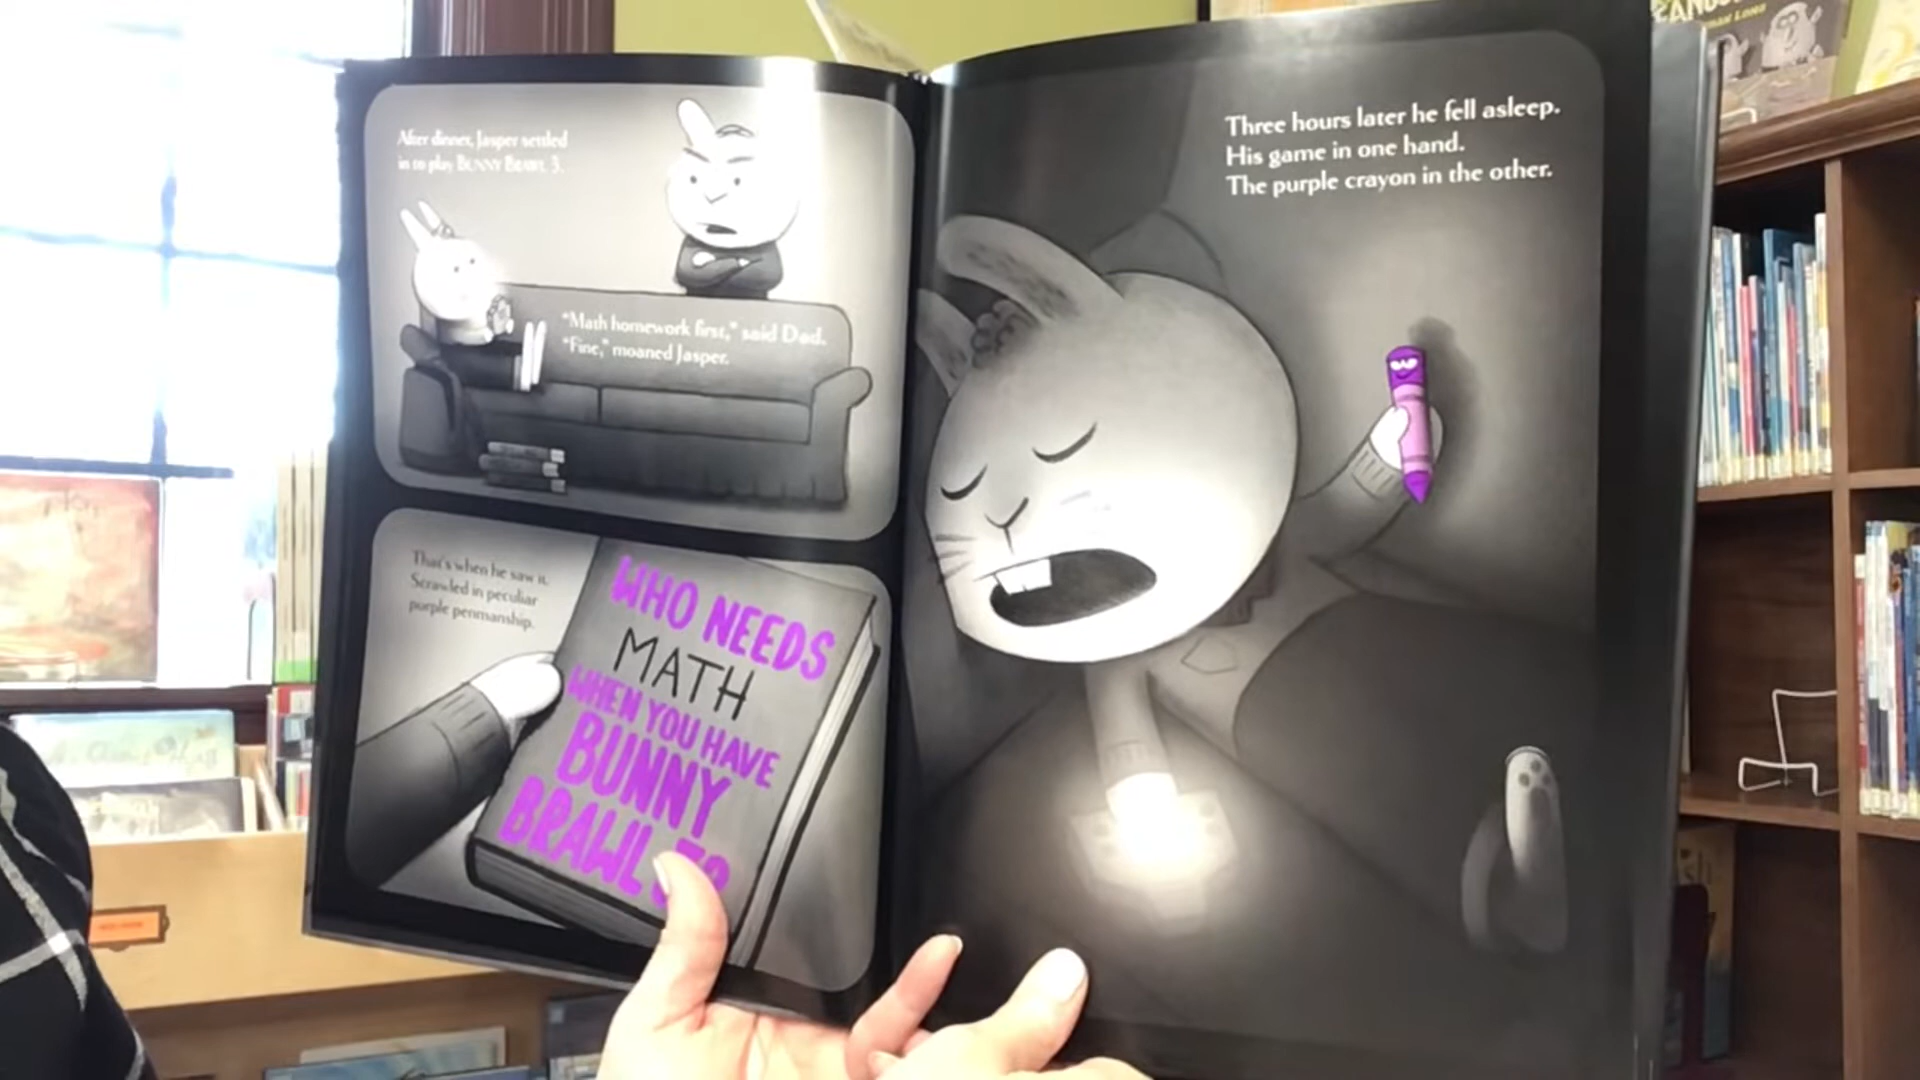 After dinner, Jasper settled
in to play BUNNY BRAWL 3.
"Math homework first," said Dad.
"Fine," moaned Jasper.
That's when he saw it.
Scrawled in peculiar
purple penmanship.
WHO NEEDS
MATH
WHEN YOU HAVE
BUNNY
BRAWL
Three hours later he fell asleep.
His game in one hand.
The purple crayon in the other.